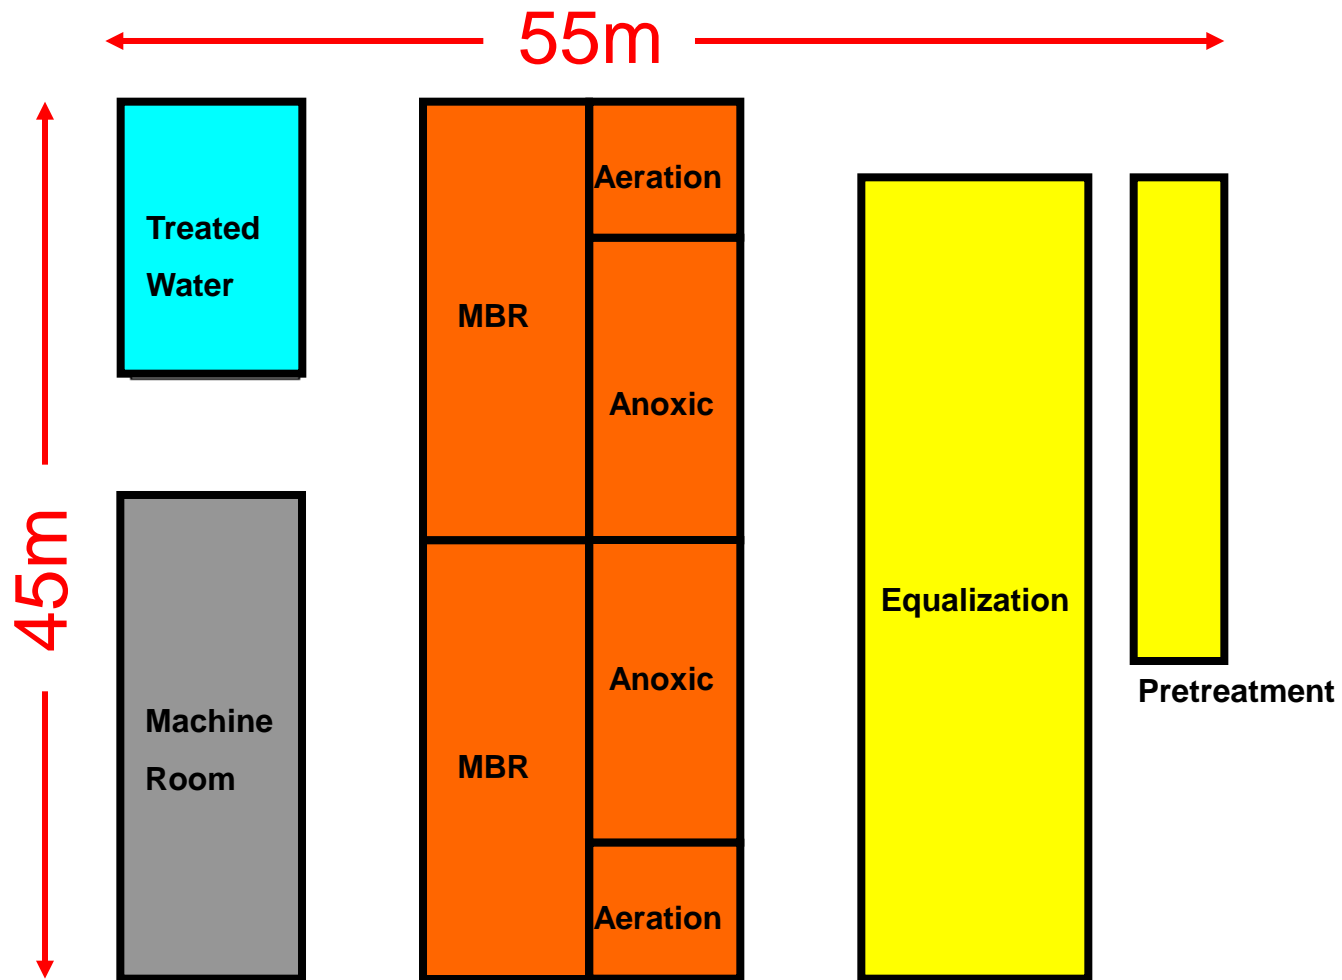 55m
45m
Treated
Water
Machine
Room
MBR
MBR
Aeration
Anoxic
Anoxic
Aeration
Equalization
Pretreatment